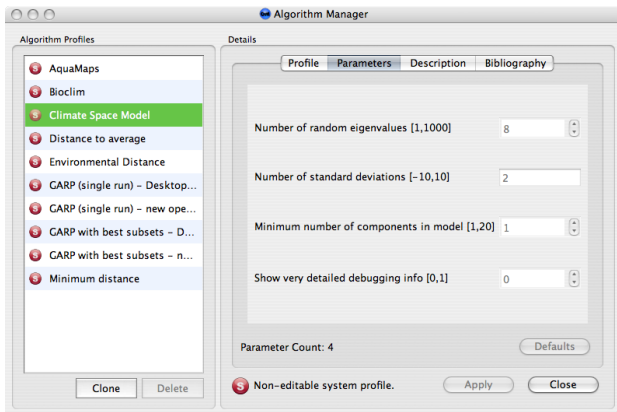 Algorithm Manager
Algorithm Profiles
S AquaMaps
S Bioclim
S Climate Space Model
S Distance to average
S Environmental Distance
S GARP (single run) – Desktop...
S GARP (single run) – new ope...
S GARP with best subsets – D...
S GARP with best subsets – n...
S Minimum distance
Clone Delete
Details
Profile Parameters Description Bibliography
Number of random eigenvalues [1,1000] 8
Number of standard deviations [-10,10] 2
Minimum number of components in model [1,20] 1
Show very detailed debugging info [0,1] 0
Parameter Count: 4 Defaults
S Non-editable system profile. Apply Close